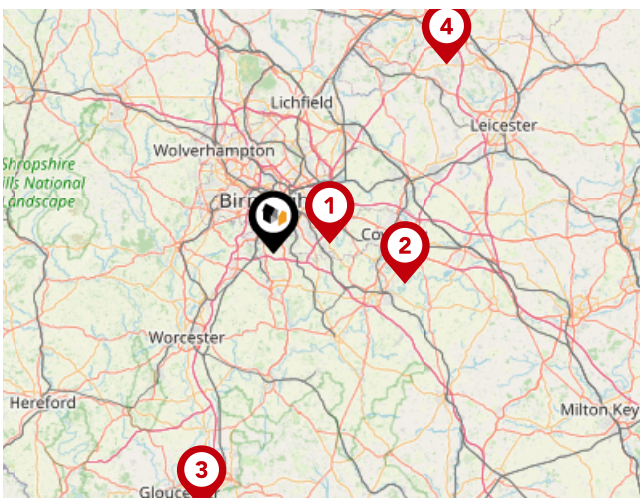 4
Lichfield
Leicester
Wolverhampton
Shropshire
ills National
Landscape
1
2
Worcester
Hereford
Milton Key
3